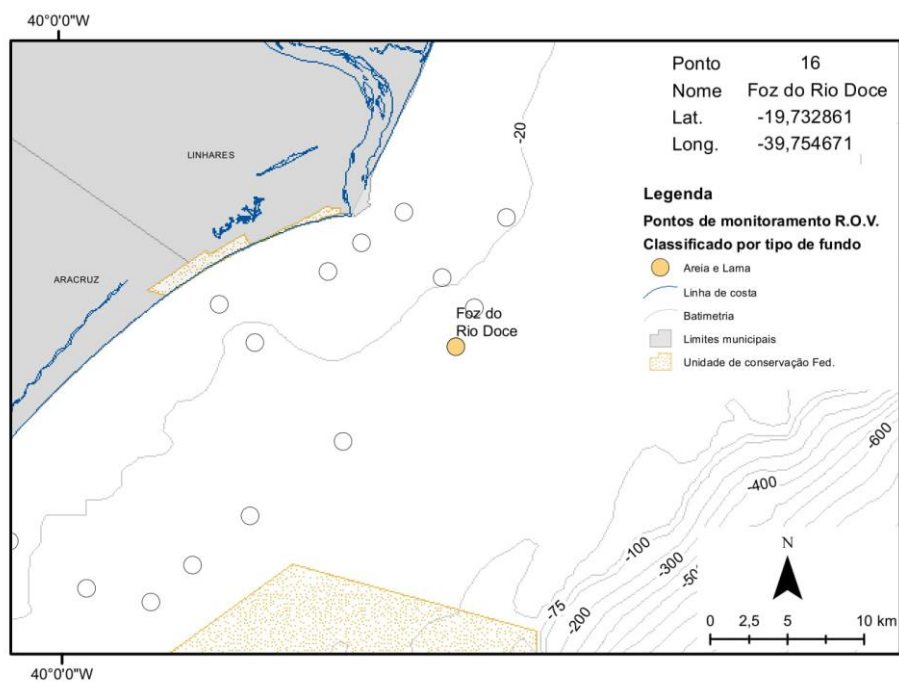 40°0'0"W
Ponto 16
Nome Foz do Rio Doce
Lat. -19,732861
Long. -39,754671
-20
LINHARES
ARACRUZ
Foz do
Rio Doce
Legenda
Pontos de monitoramento R.O.V.
Classificado por tipo de fundo
Areia e Lama
Linha de costa
Batimetria
Limites municipais
Unidade de conservação Fed.
-600
-400
-100
-300
-75
-200
N
0 2,5 5 10 km
40°0'0"W